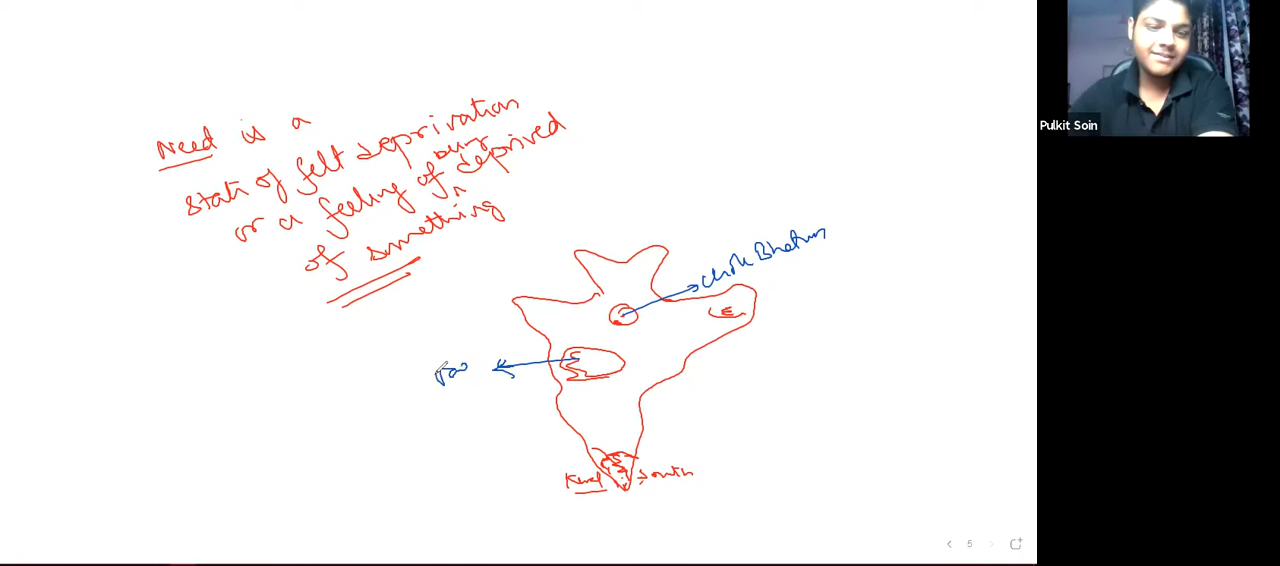 Need is a
state of felt deprivation
or a feeling of being deprived
of something
Chole Bhature
E
Keral South
Pulkit Soin
5